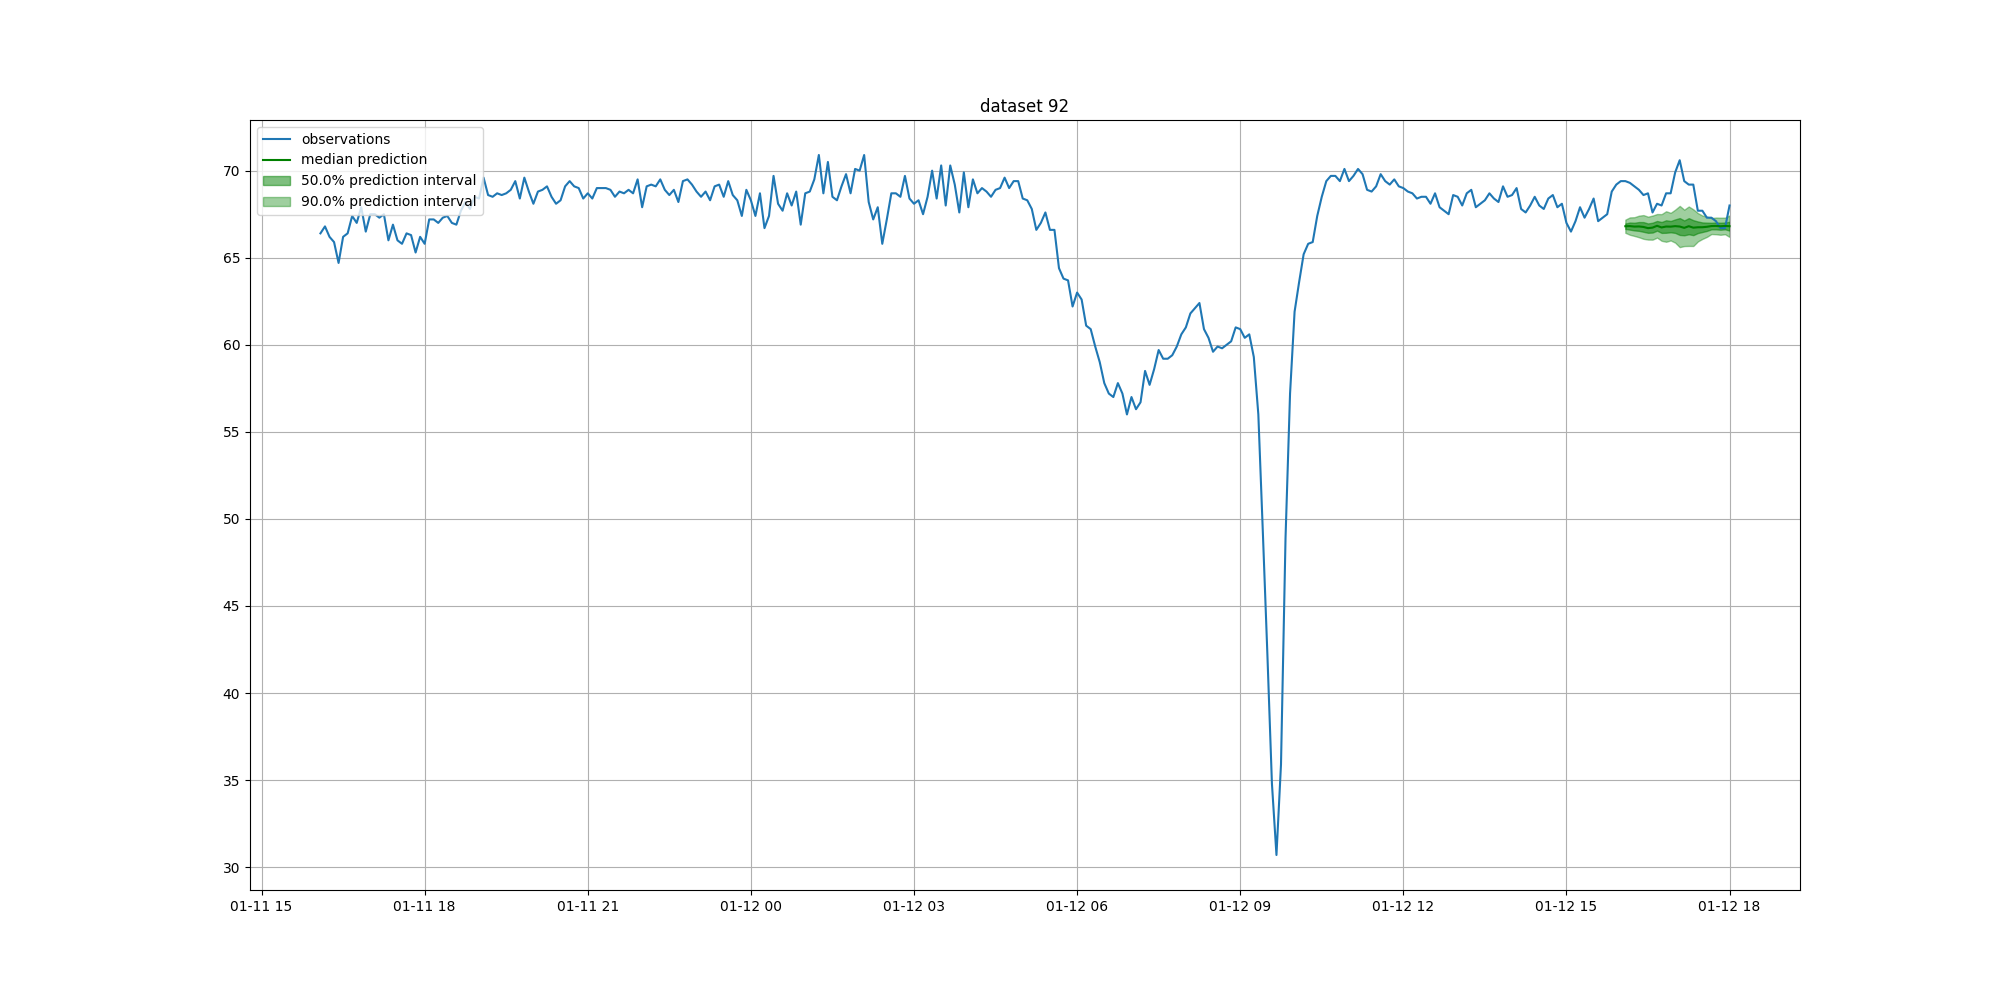 dataset 92
observations
median prediction
50.0% prediction interval
90.0% prediction interval
70
65
60
55
50
45
40
35
30
01-11 15 01-11 18 01-11 21 01-12 00 01-12 03 01-12 06 01-12 09 01-12 12 01-12 15 01-12 18